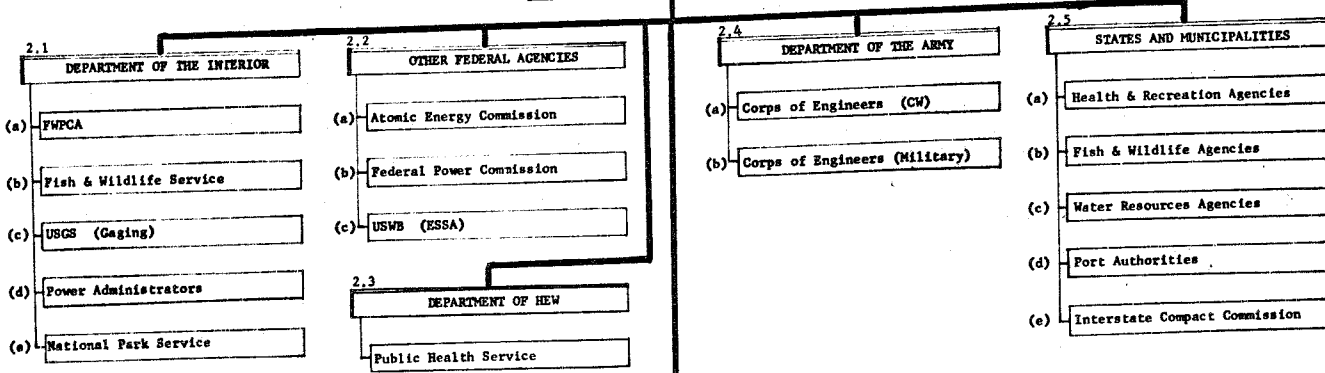 2.1
DEPARTMENT OF THE INTERIOR
(a) FWPCA
(b) Fish & Wildlife Service
(c) USGS (Gaging)
(d) Power Administrators
(e) National Park Service
2.2
OTHER FEDERAL AGENCIES
(a) Atomic Energy Commission
(b) Federal Power Commission
(c) USWB (ESSA)
2.3
DEPARTMENT OF HEW
Public Health Service
2.4
DEPARTMENT OF THE ARMY
(a) Corps of Engineers (CW)
(b) Corps of Engineers (Military)
2.5
STATES AND MUNICIPALITIES
(a) Health & Recreation Agencies
(b) Fish & Wildlife Agencies
(c) Water Resources Agencies
(d) Port Authorities
(e) Interstate Compact Commission